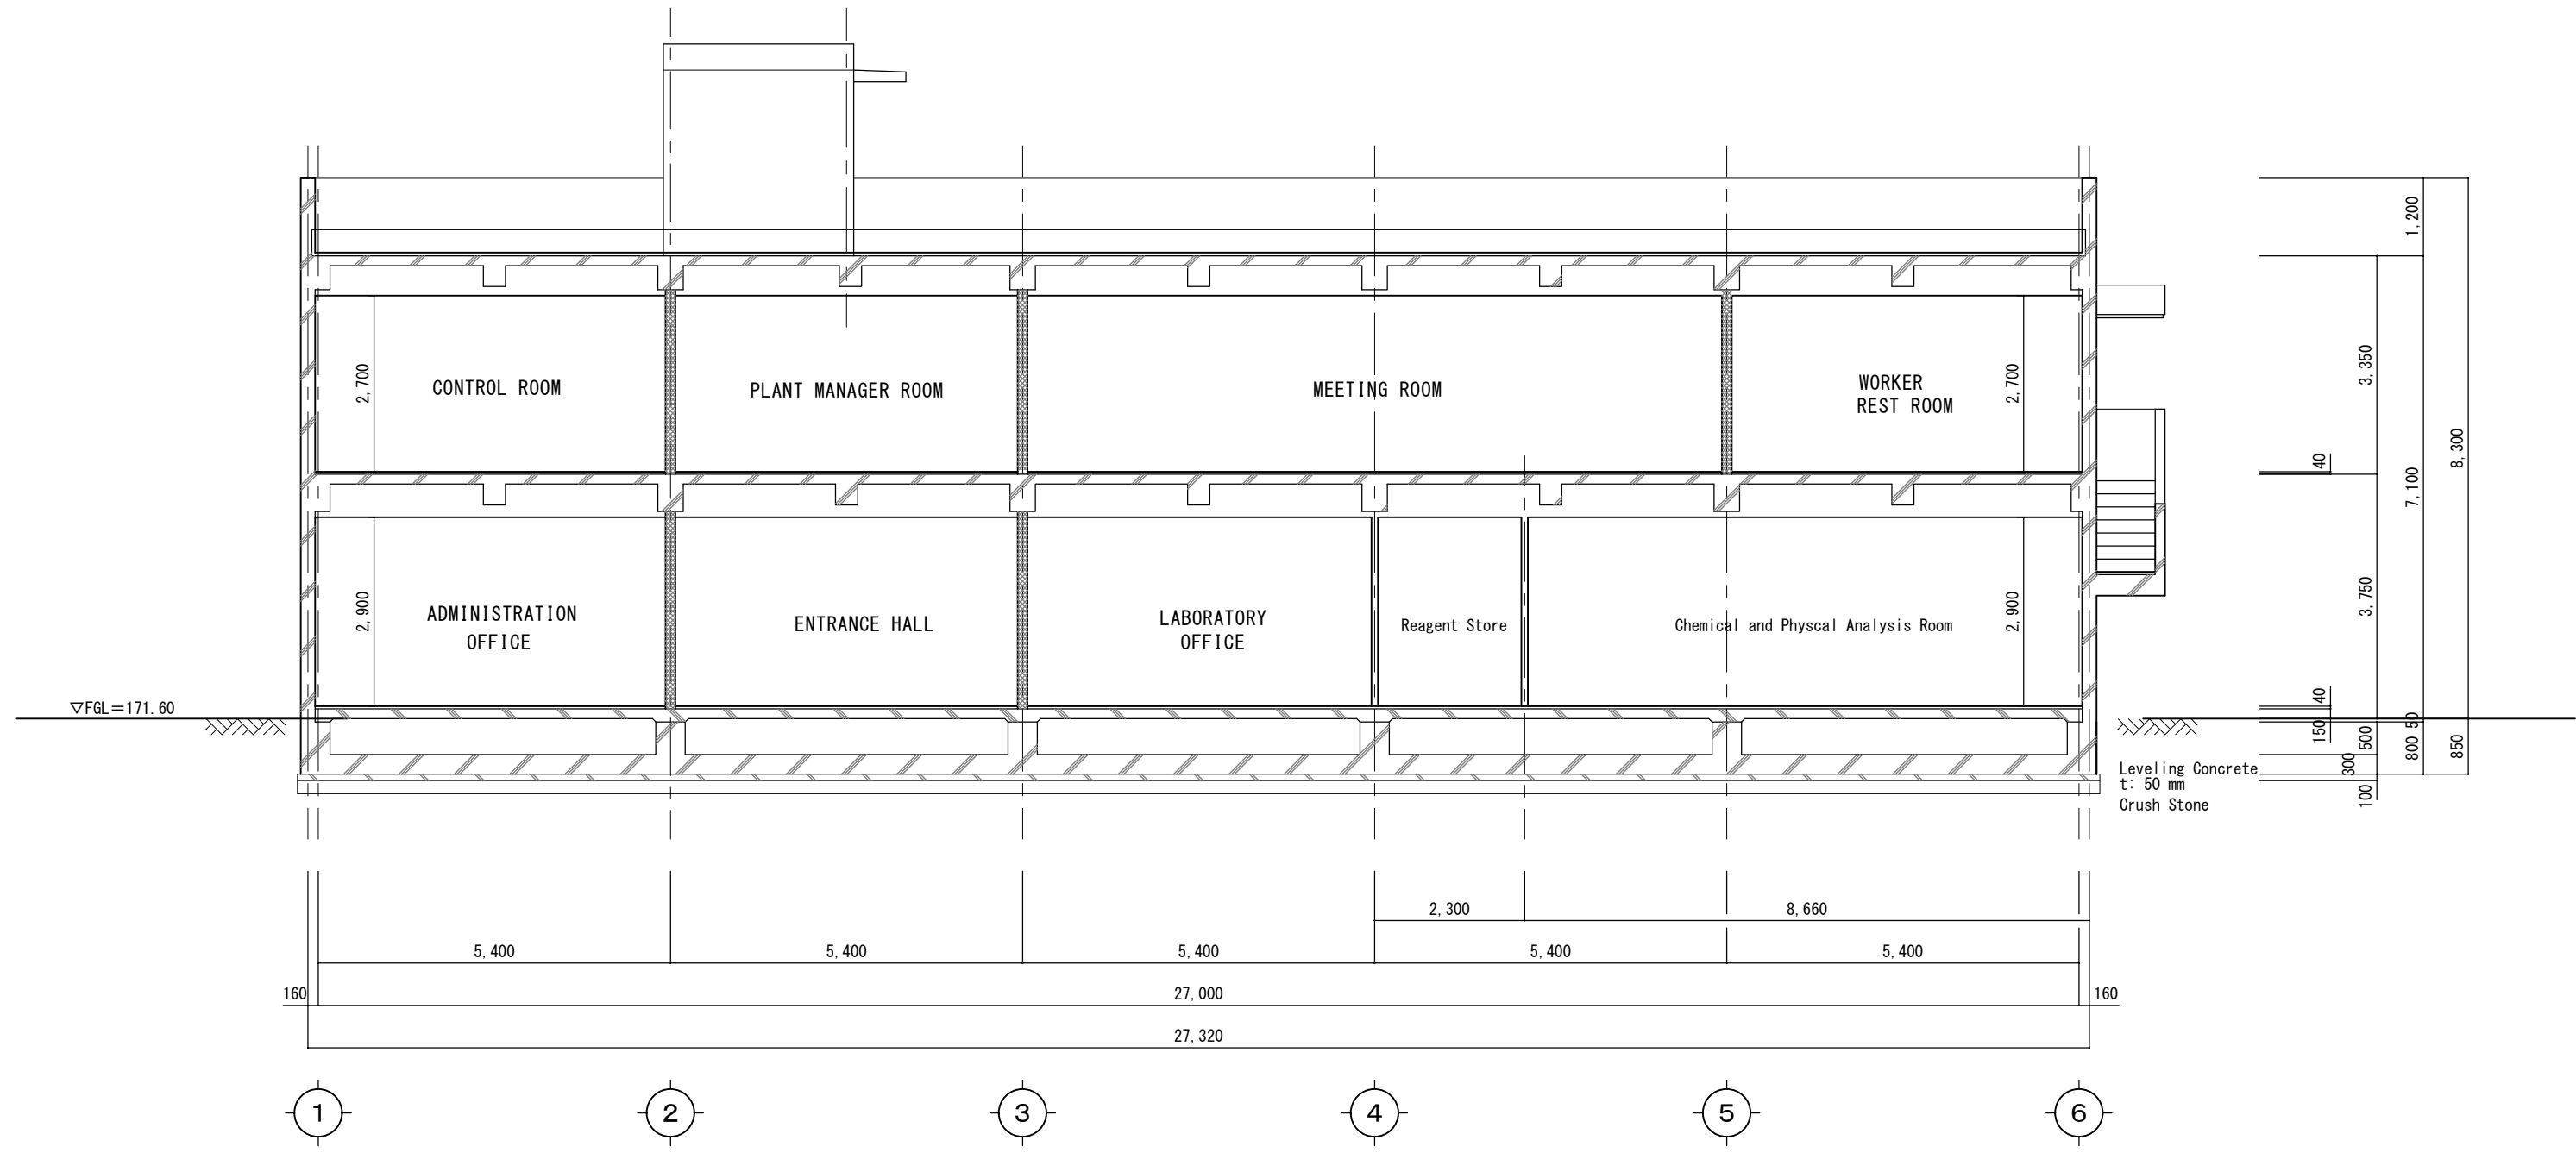 1,200
2,700
CONTROL ROOM
PLANT MANAGER ROOM
MEETING ROOM
WORKER
REST ROOM
2,700
3,350
40
7,100
8,300
2,900
ADMINISTRATION
OFFICE
ENTRANCE HALL
LABORATORY
OFFICE
Reagent Store
Chemical and Physcal Analysis Room
2,900
3,750
▽FGL=171.60
40
150
500
50
800
850
300
100
Leveling Concrete
t: 50 mm
Crush Stone
2,300
8,660
5,400
5,400
5,400
5,400
5,400
160
27,000
160
27,320
1
2
3
4
5
6